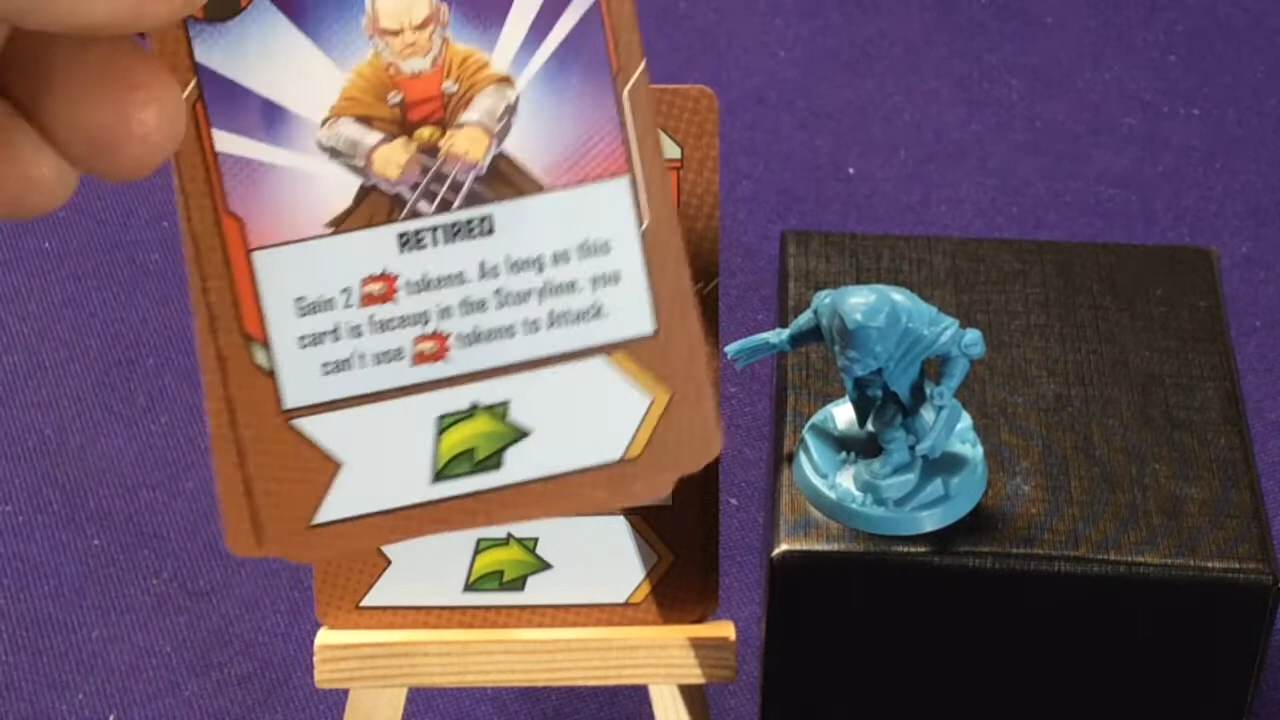 RETIRED
Gain 2 tokens. As long as this
card is faceup in the Storyline, you
can't use tokens to Attack.